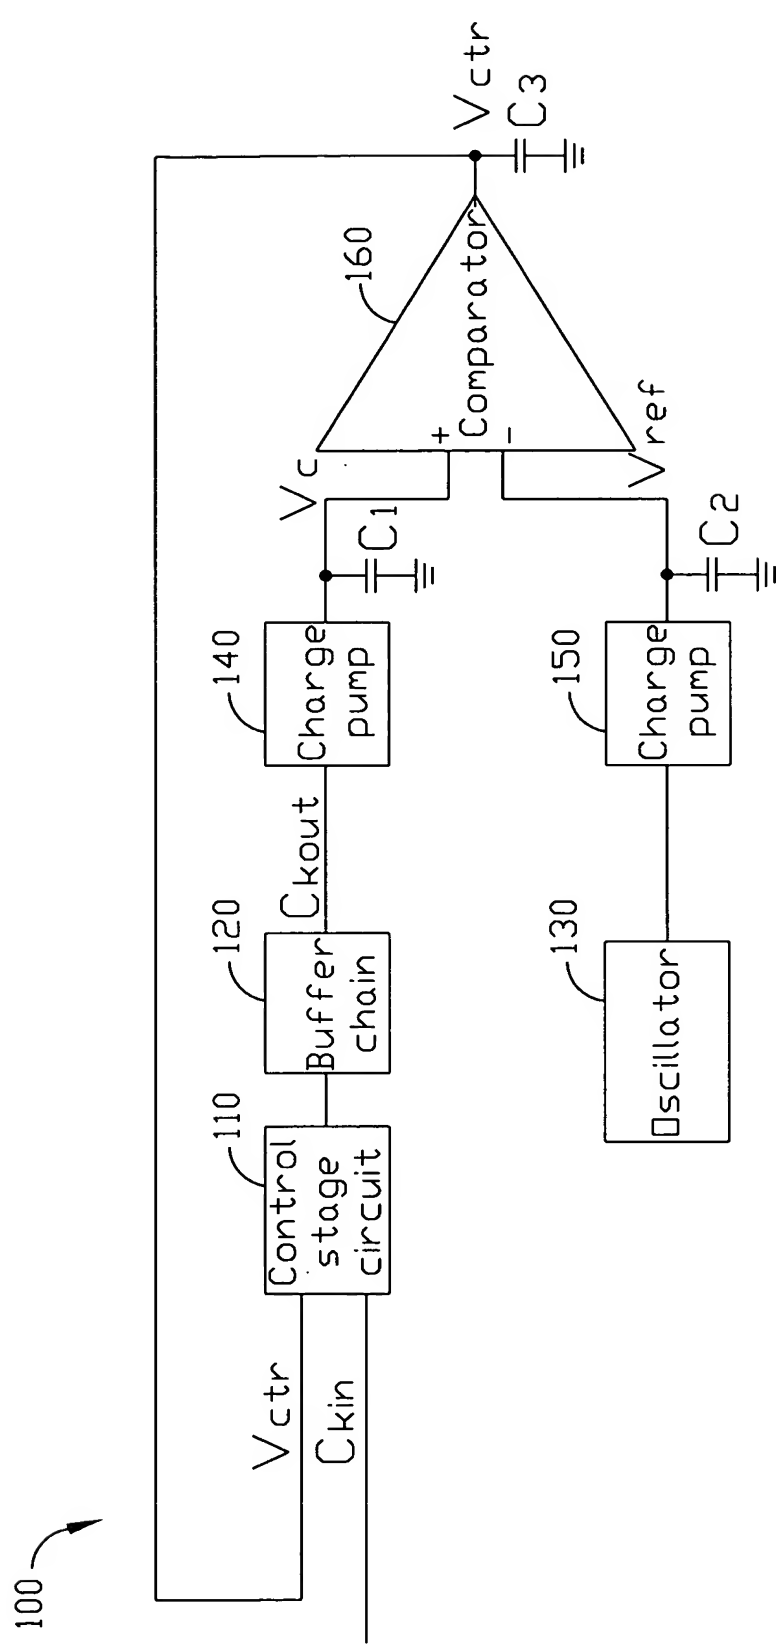 100
Vctr
Ckin
110
Control
stage
circuit
120
Buffer
chain
Ckout
140
Charge
pump
C1
Vc
130
Oscillator
150
Charge
pump
C2
Vref
+
-
Comparator
160
Vctr
C3